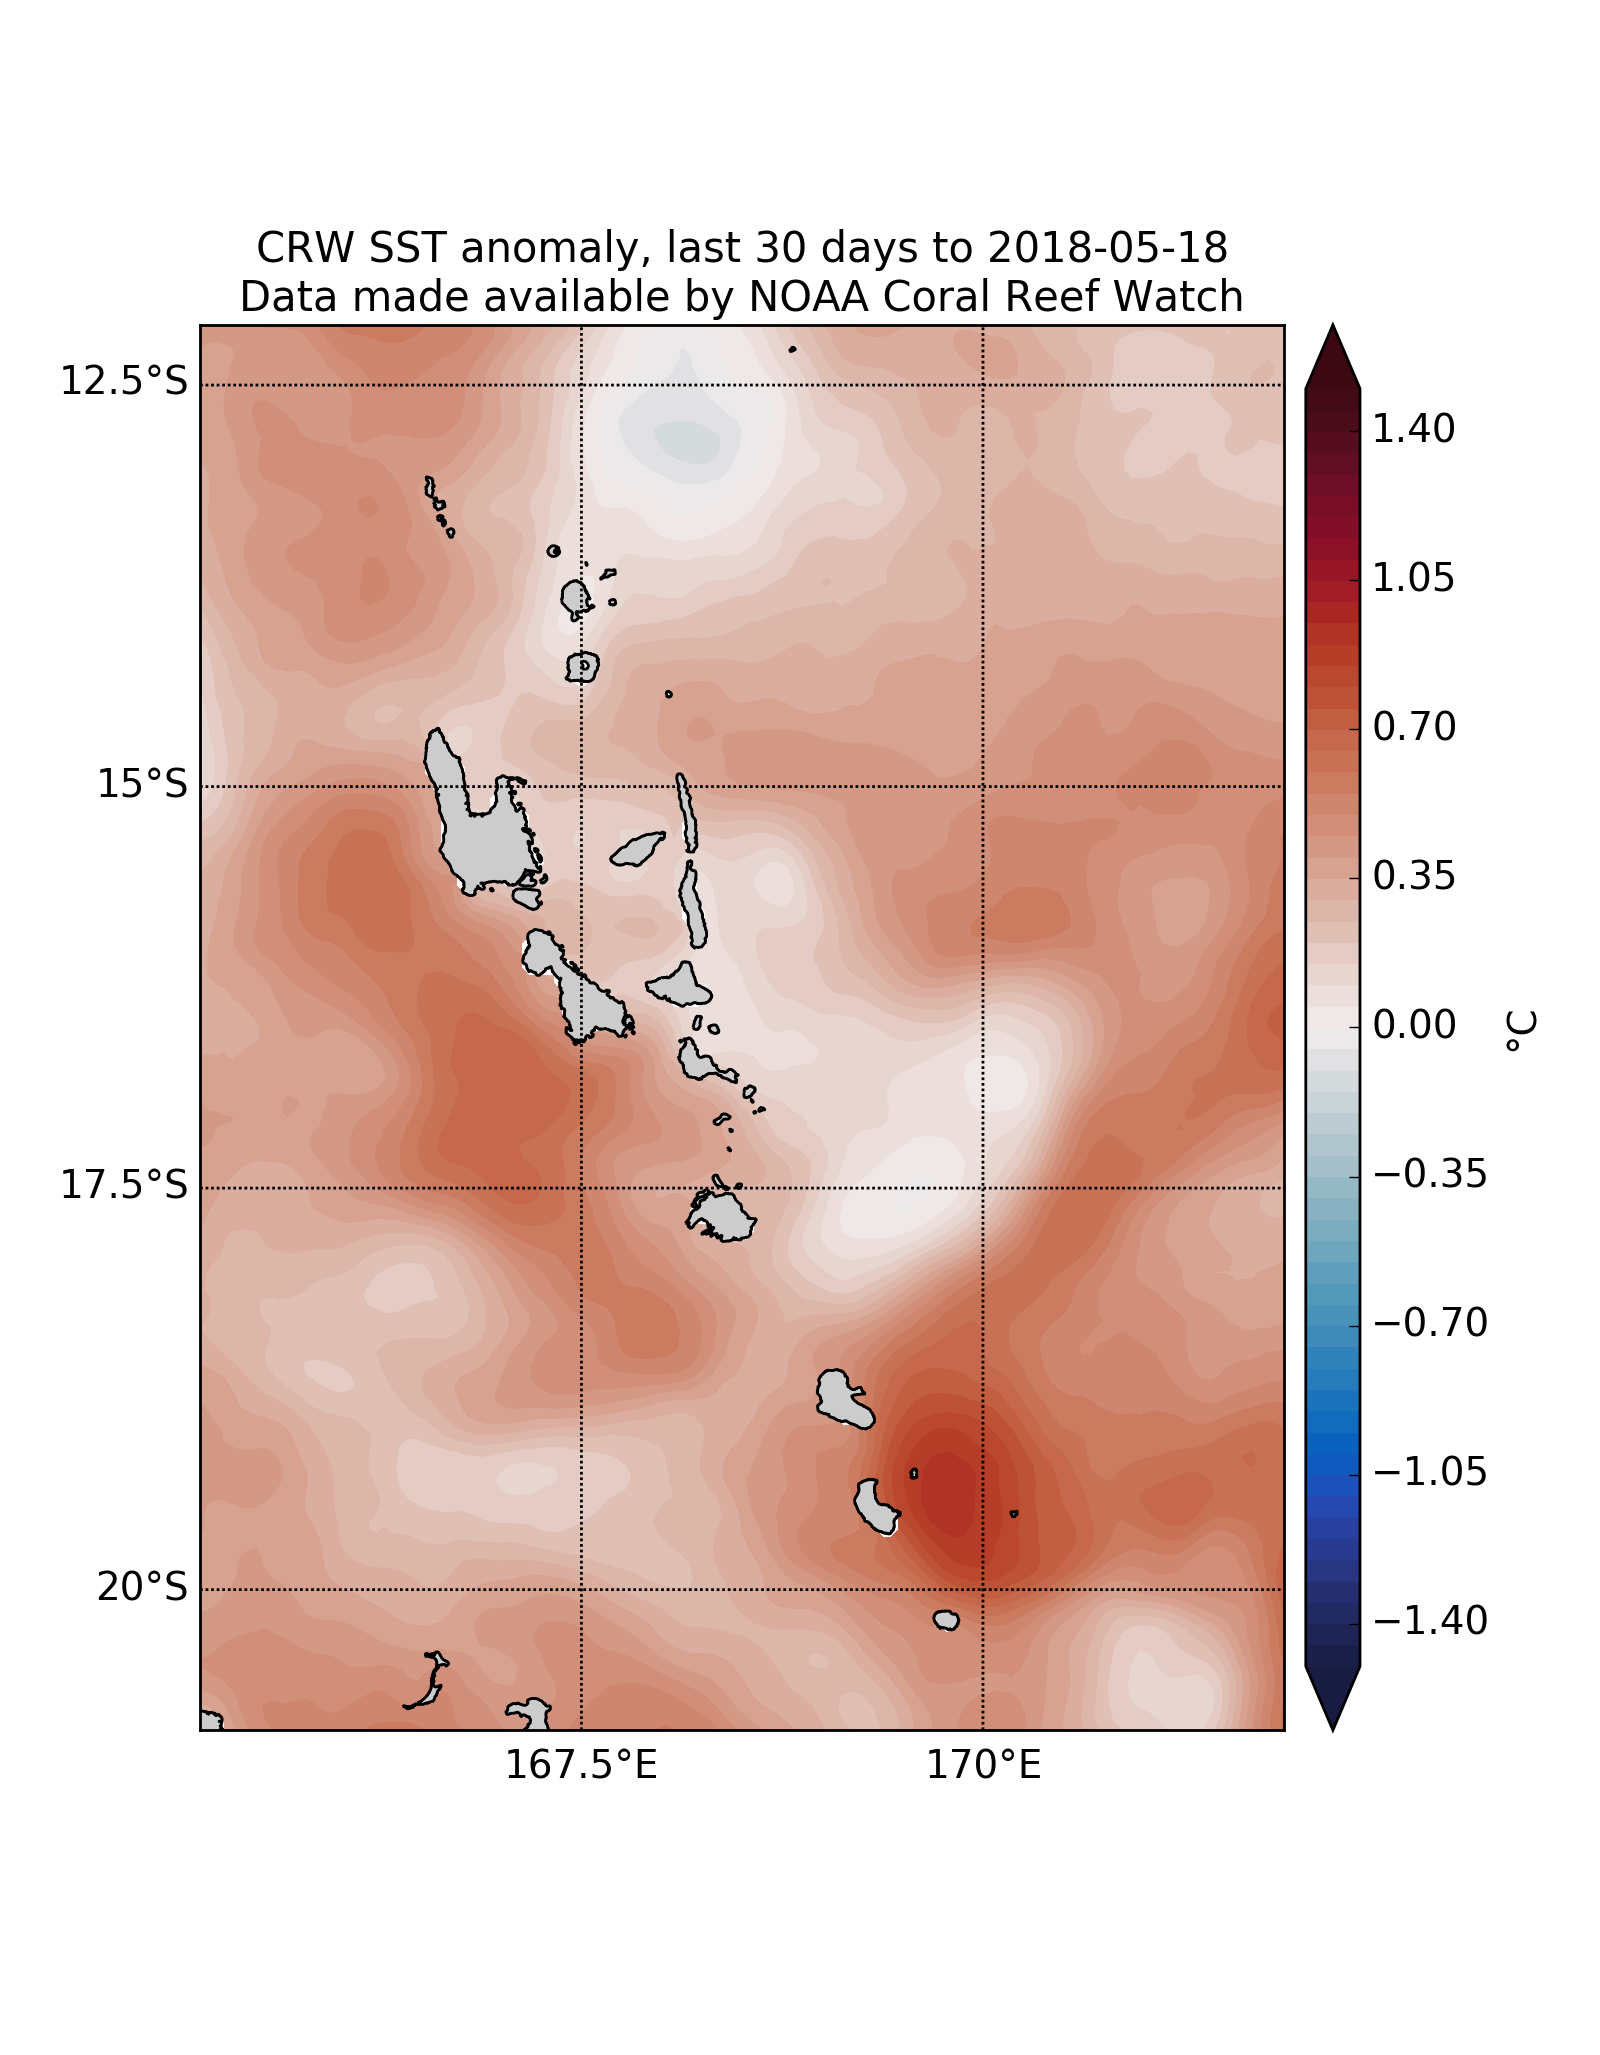 CRW SST anomaly, last 30 days to 2018-05-18
Data made available by NOAA Coral Reef Watch
12.5°S
15°S
17.5°S
20°S
167.5°E
170°E
1.40
1.05
0.70
0.35
0.00
−0.35
−0.70
−1.05
−1.40
°C